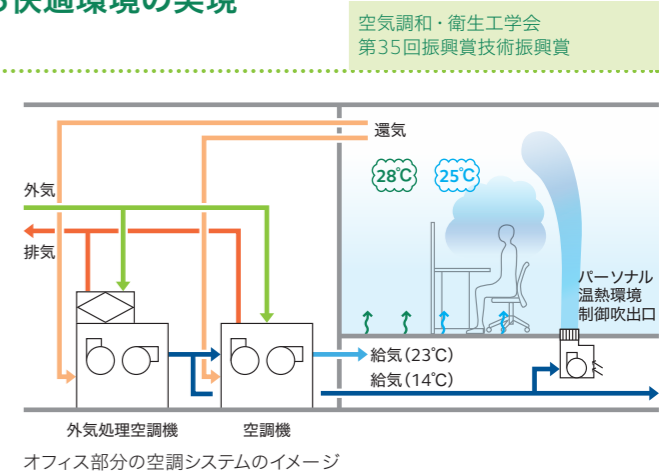 る快適環境の実現
空気調和・衛生工学会
第35回振興賞技術振興賞
還気
28℃
25℃
外気
排気
パーソナル
温熱環境
制御吹出口
給気(23℃)
給気(14℃)
外気処理空調機
空調機
オフィス部分の空調システムのイメージ